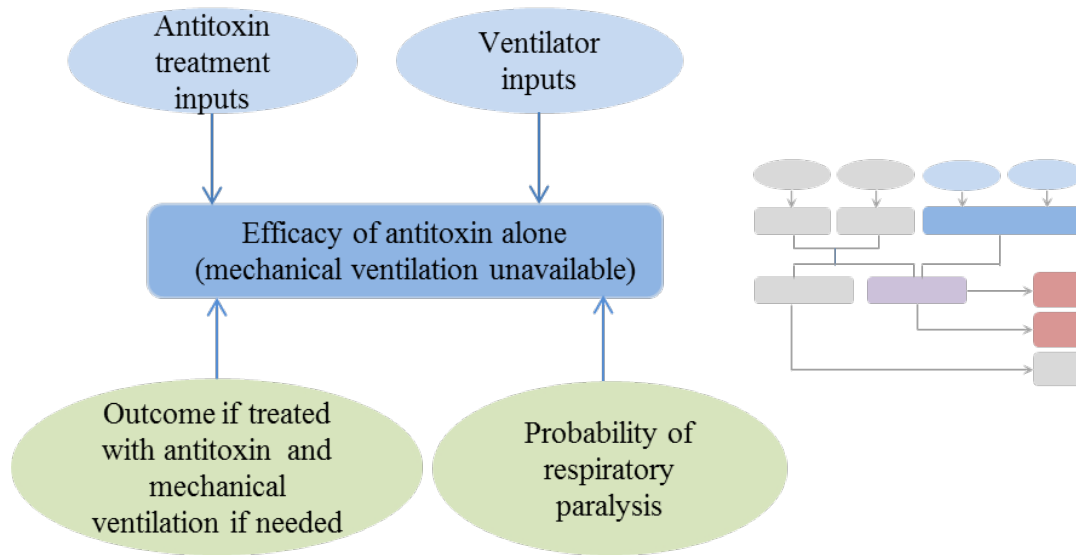 Antitoxin
treatment
inputs
Ventilator
inputs
Efficacy of antitoxin alone
(mechanical ventilation unavailable)
Outcome if treated
with antitoxin and
mechanical
ventilation if needed
Probability of
respiratory
paralysis